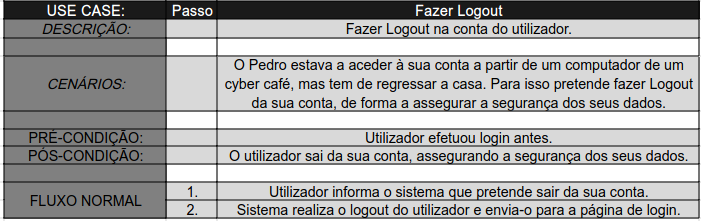 USE CASE: Passo Fazer Logout
DESCRIÇÃO: Fazer Logout na conta do utilizador.
CENÁRIOS: O Pedro estava a aceder à sua conta a partir de um computador de um
cyber café, mas tem de regressar a casa. Para isso pretende fazer Logout
da sua conta, de forma a assegurar a segurança dos seus dados.
PRÉ-CONDIÇÃO: Utilizador efetuou login antes.
PÓS-CONDIÇÃO: O utilizador sai da sua conta, assegurando a segurança dos seus dados.
FLUXO NORMAL 1. Utilizador informa o sistema que pretende sair da sua conta.
2. Sistema realiza o logout do utilizador e envia-o para a página de login.